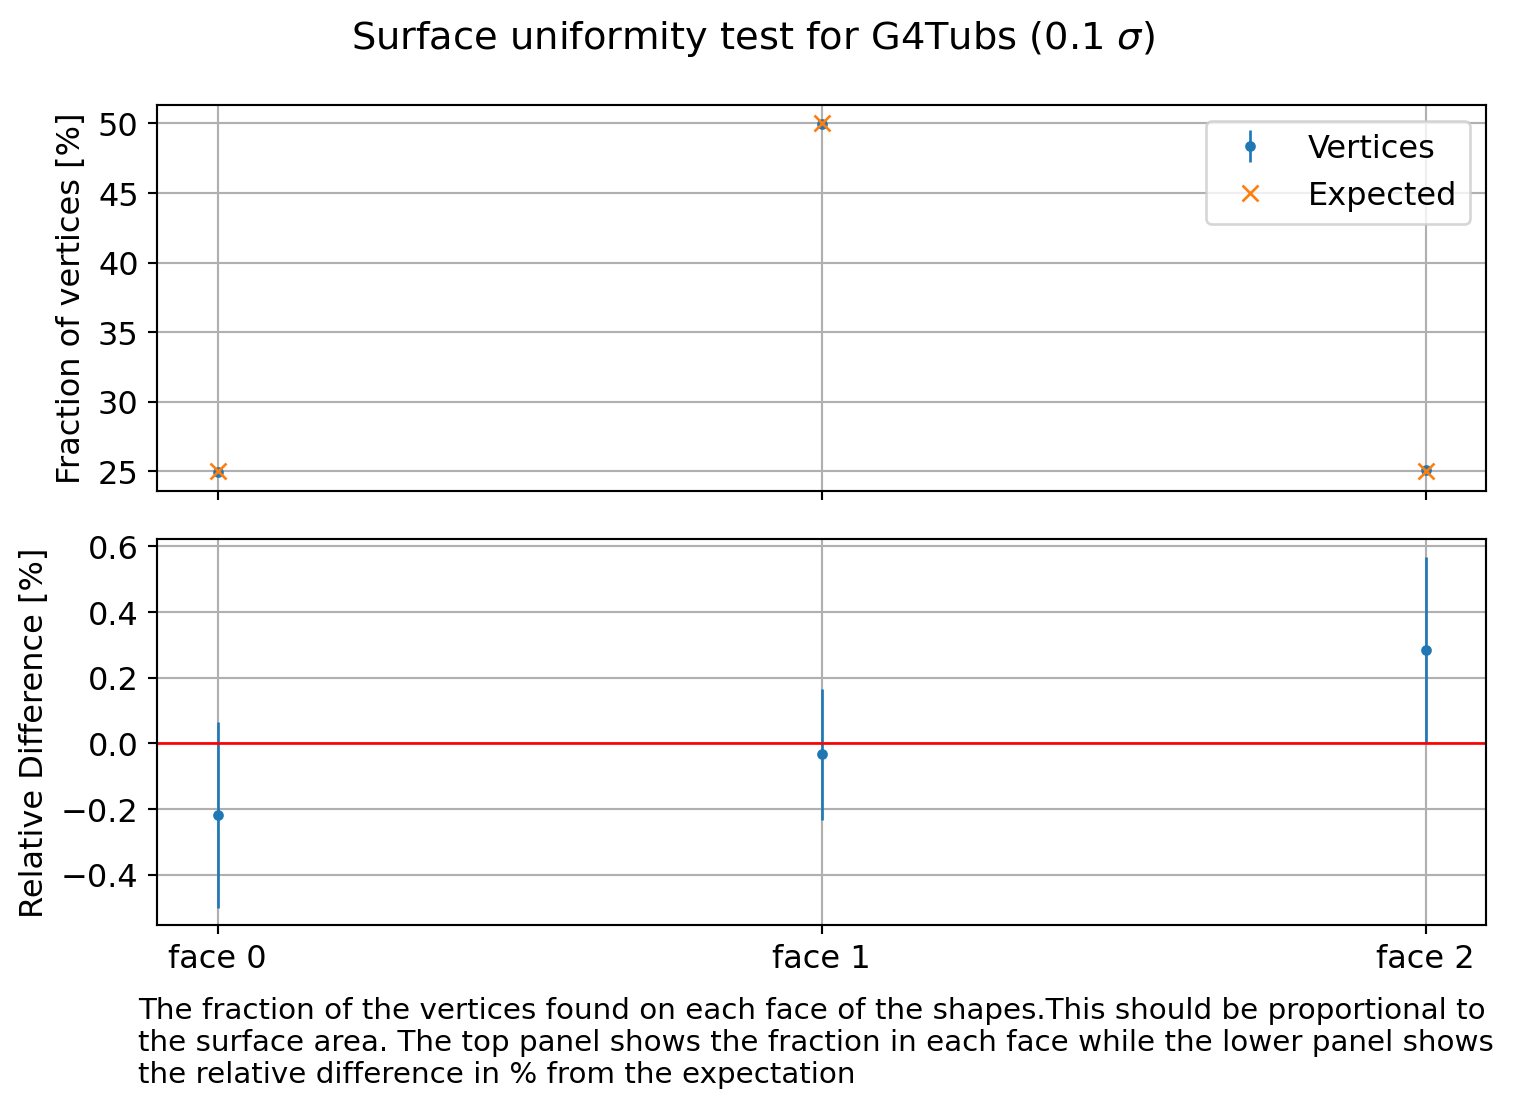 Surface uniformity test for G4Tubs (0.1 σ)
Fraction of vertices [%]
50
45
40
35
30
25
Vertices
Expected
Relative Difference [%]
0.6
0.4
0.2
0.0
−0.2
−0.4
face 0 face 1 face 2
The fraction of the vertices found on each face of the shapes.This should be proportional to
the surface area. The top panel shows the fraction in each face while the lower panel shows
the relative difference in % from the expectation